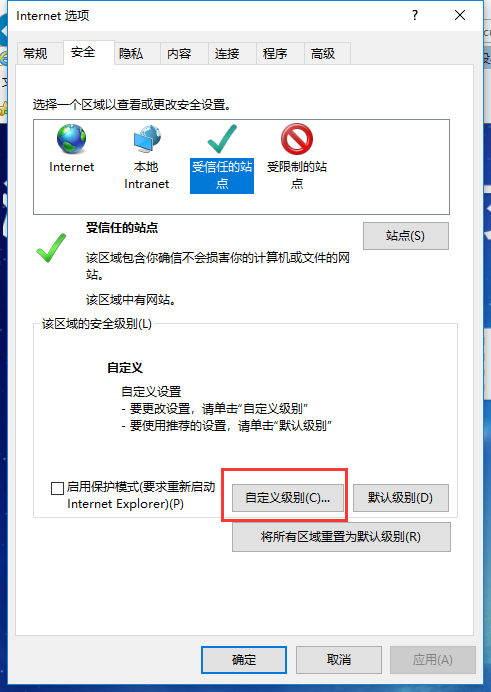 Internet 选项
?
常规 安全 隐私 内容 连接 程序 高级
选择一个区域以查看或更改安全设置。
Internet
本地
Intranet
受信任的站
点
受限制的站
点
受信任的站点
站点(S)
该区域包含你确信不会损害你的计算机或文件的网
站。
该区域中有网站。
该区域的安全级别(L)
自定义
自定义设置
- 要更改设置，请单击“自定义级别”
- 要使用推荐的设置，请单击“默认级别”
启用保护模式(要求重新启动
Internet Explorer)(P)
自定义级别(C)...
默认级别(D)
将所有区域重置为默认级别(R)
确定 取消 应用(A)